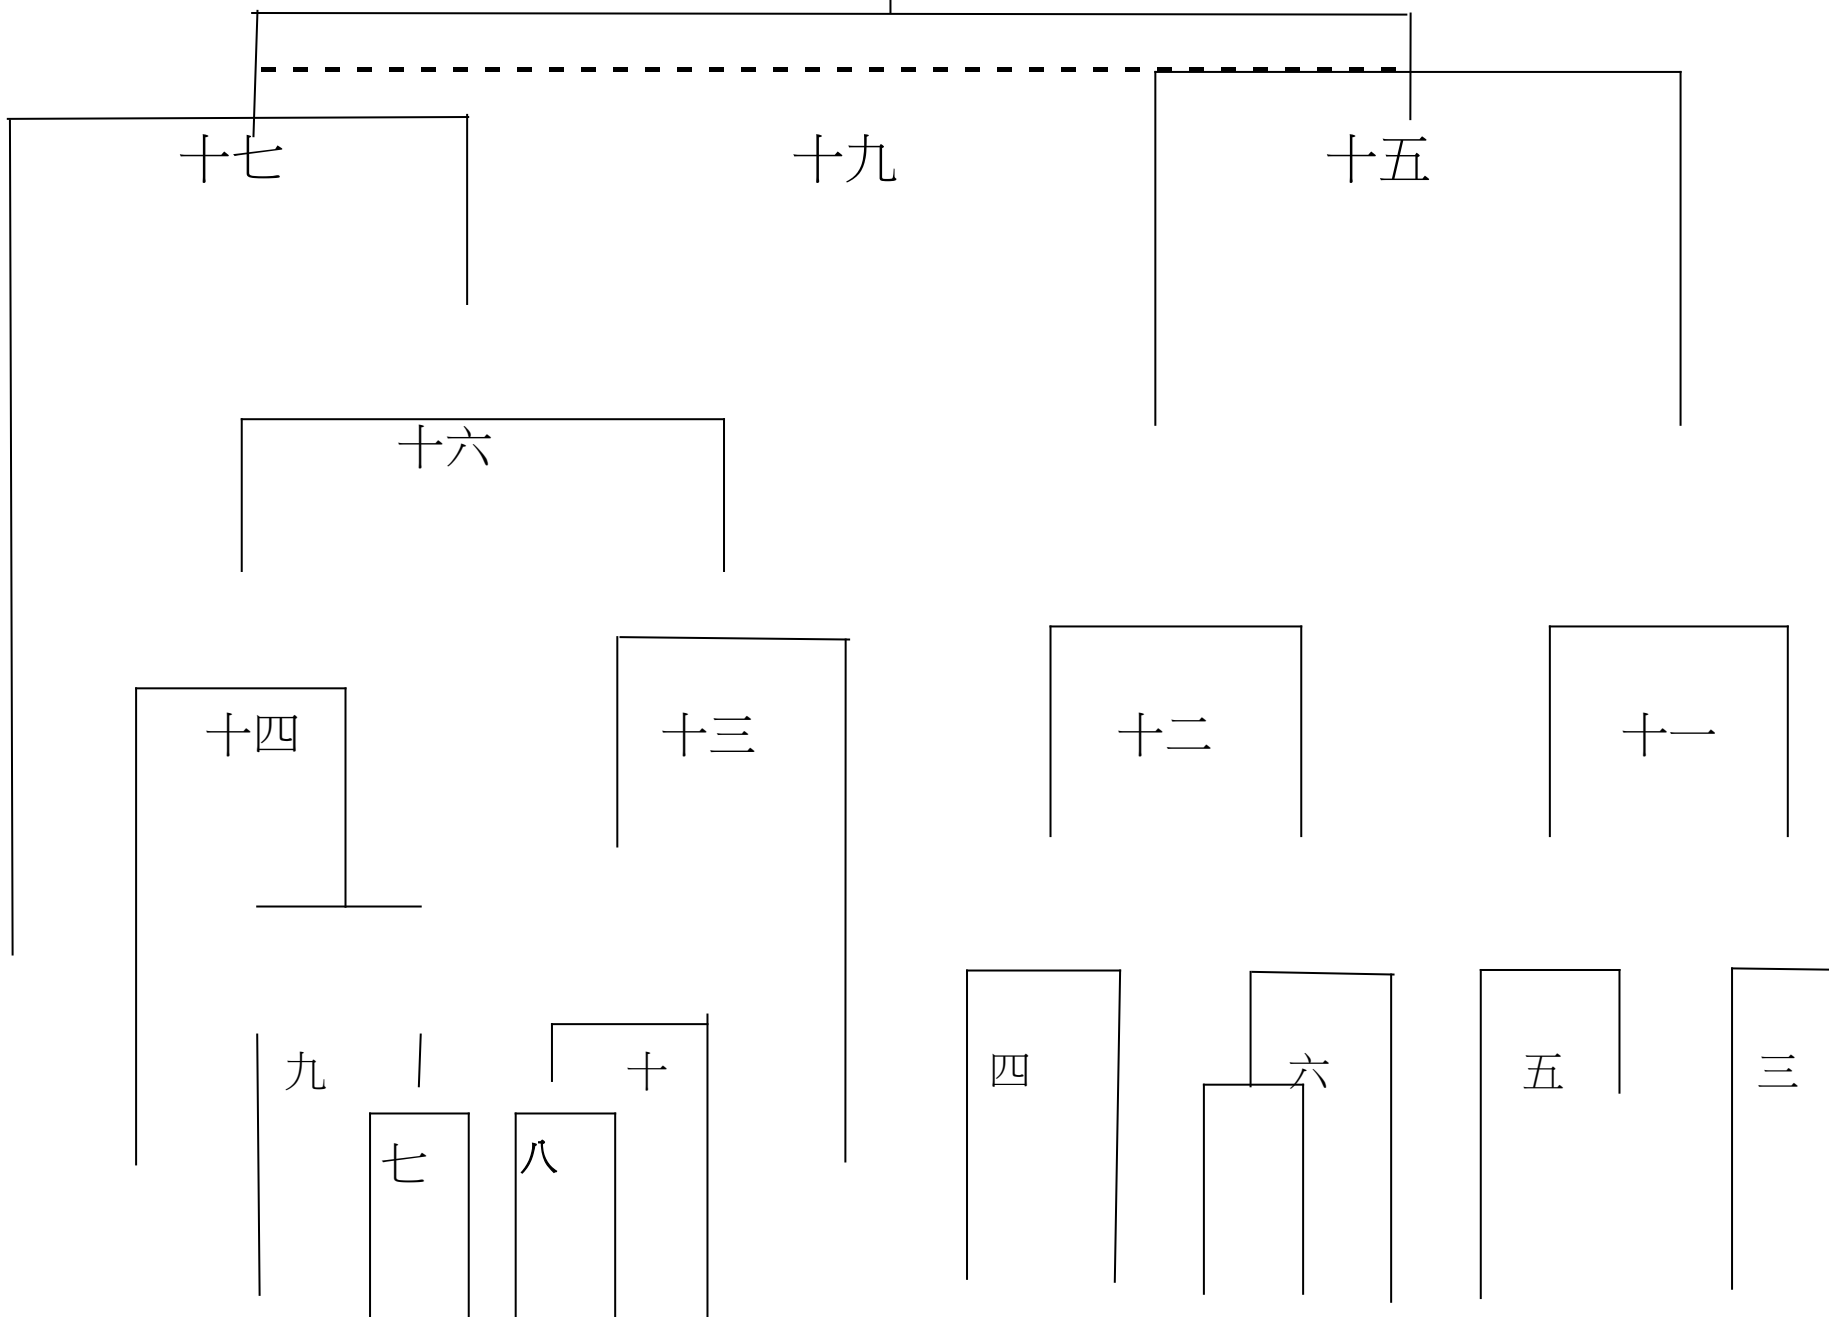 十七 十九 十五
十六
十四 十三 十二 十一
九 十 四 六 五 三
七 八